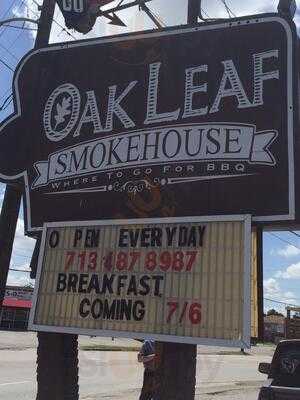 OAK LEAF
SMOKEHOUSE
WHERE TO GO FOR BBQ
O PEN EVERYDAY
713 487 8987
BREAKFAST
COMING 7/6